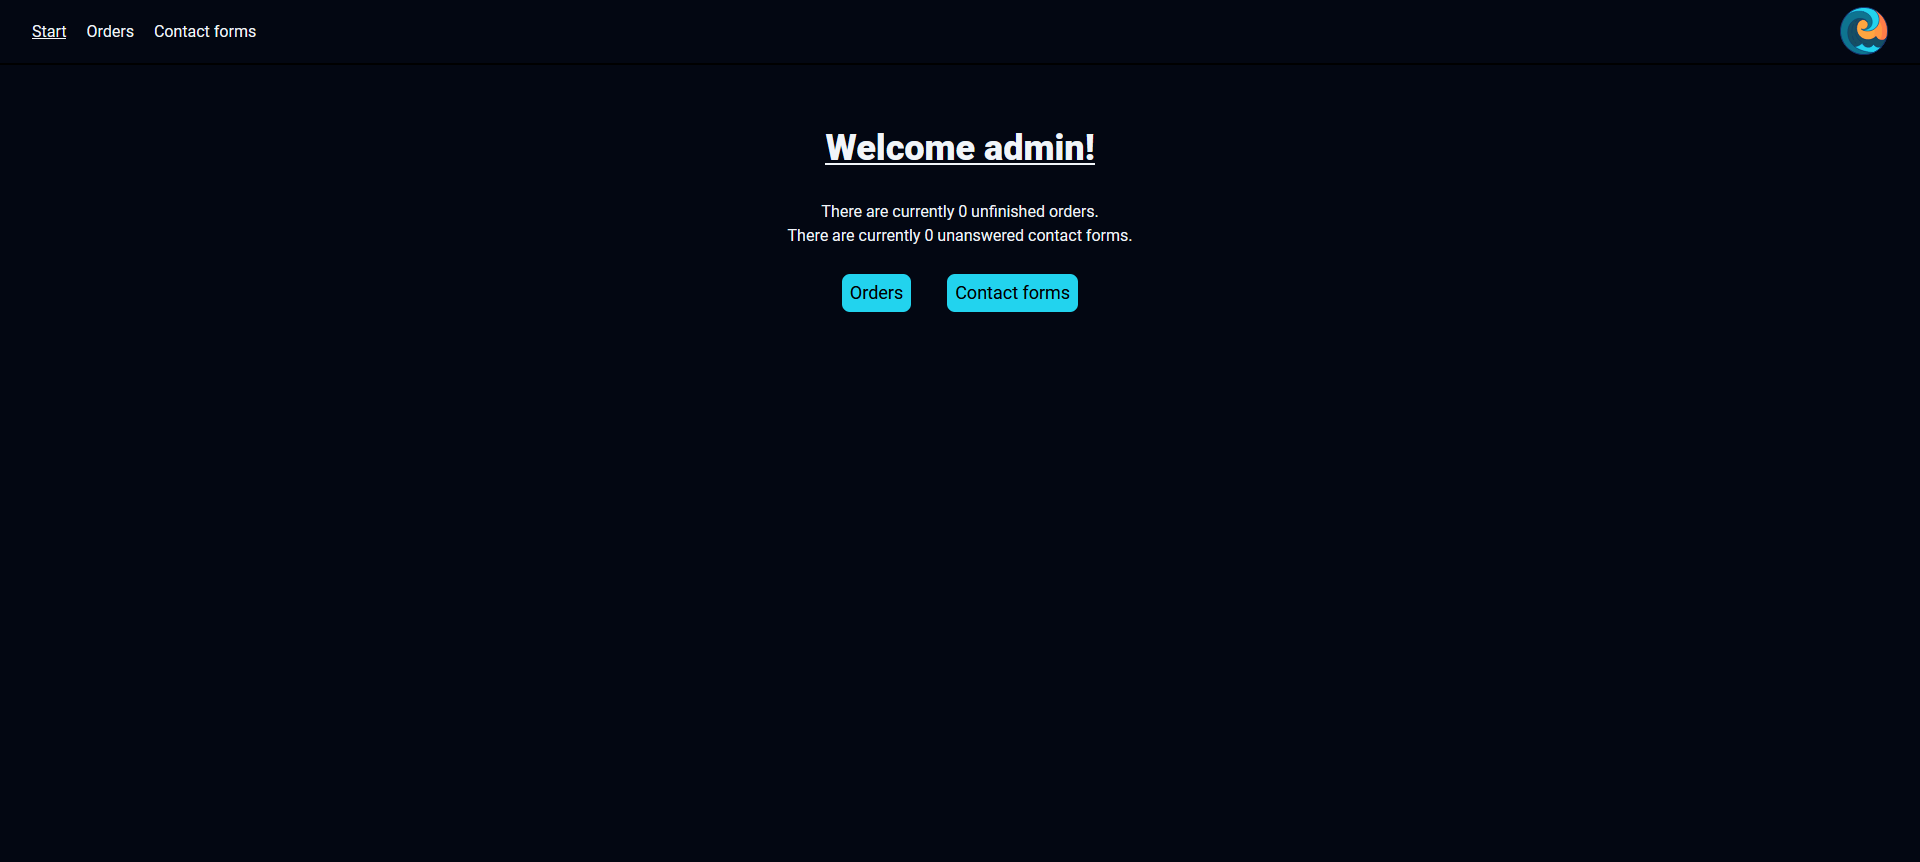 Start Orders Contact forms
Welcome admin!
There are currently 0 unfinished orders.
There are currently 0 unanswered contact forms.
Orders Contact forms